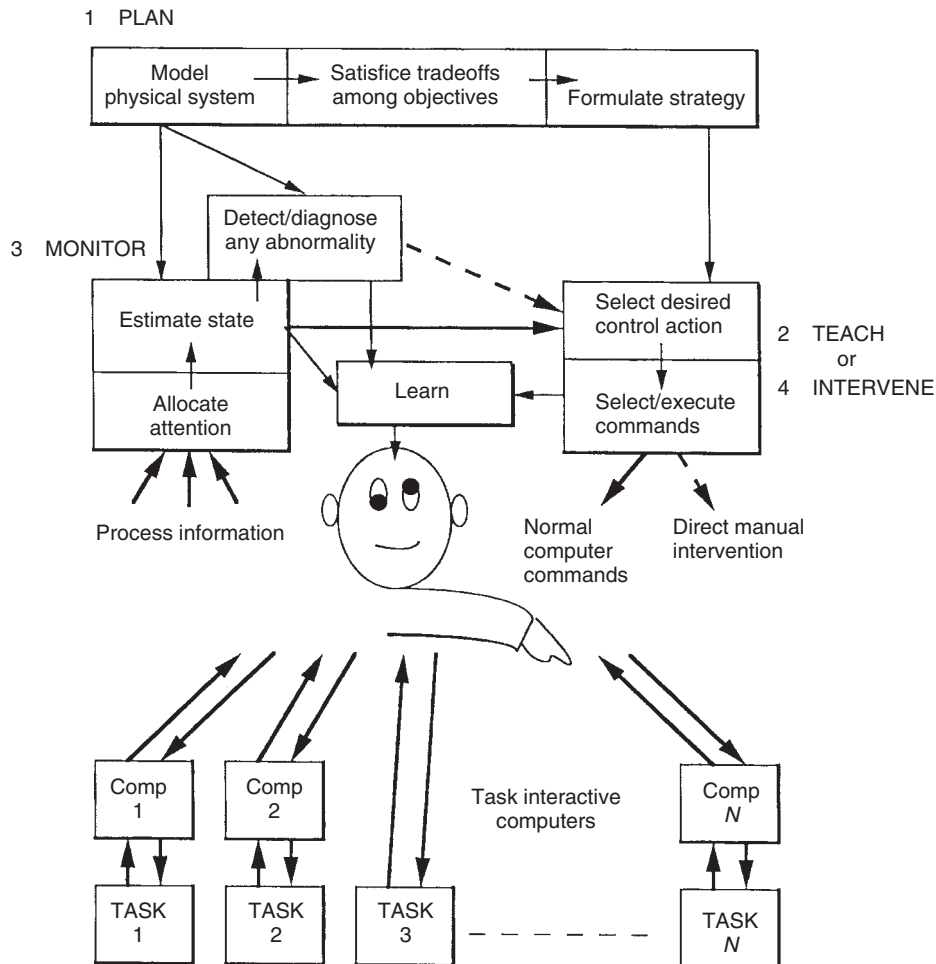 1 PLAN
Model
physical system
Satisfice tradeoffs
among objectives
Formulate strategy
Detect/diagnose
any abnormality
3 MONITOR
Estimate state
Allocate
attention
Process information
Learn
Select desired
control action
Select/execute
commands
2 TEACH
or
4 INTERVENE
Normal
computer
commands
Direct manual
intervention
Comp
1
Comp
2
Task interactive
computers
Comp
N
TASK
1
TASK
2
TASK
3
TASK
N